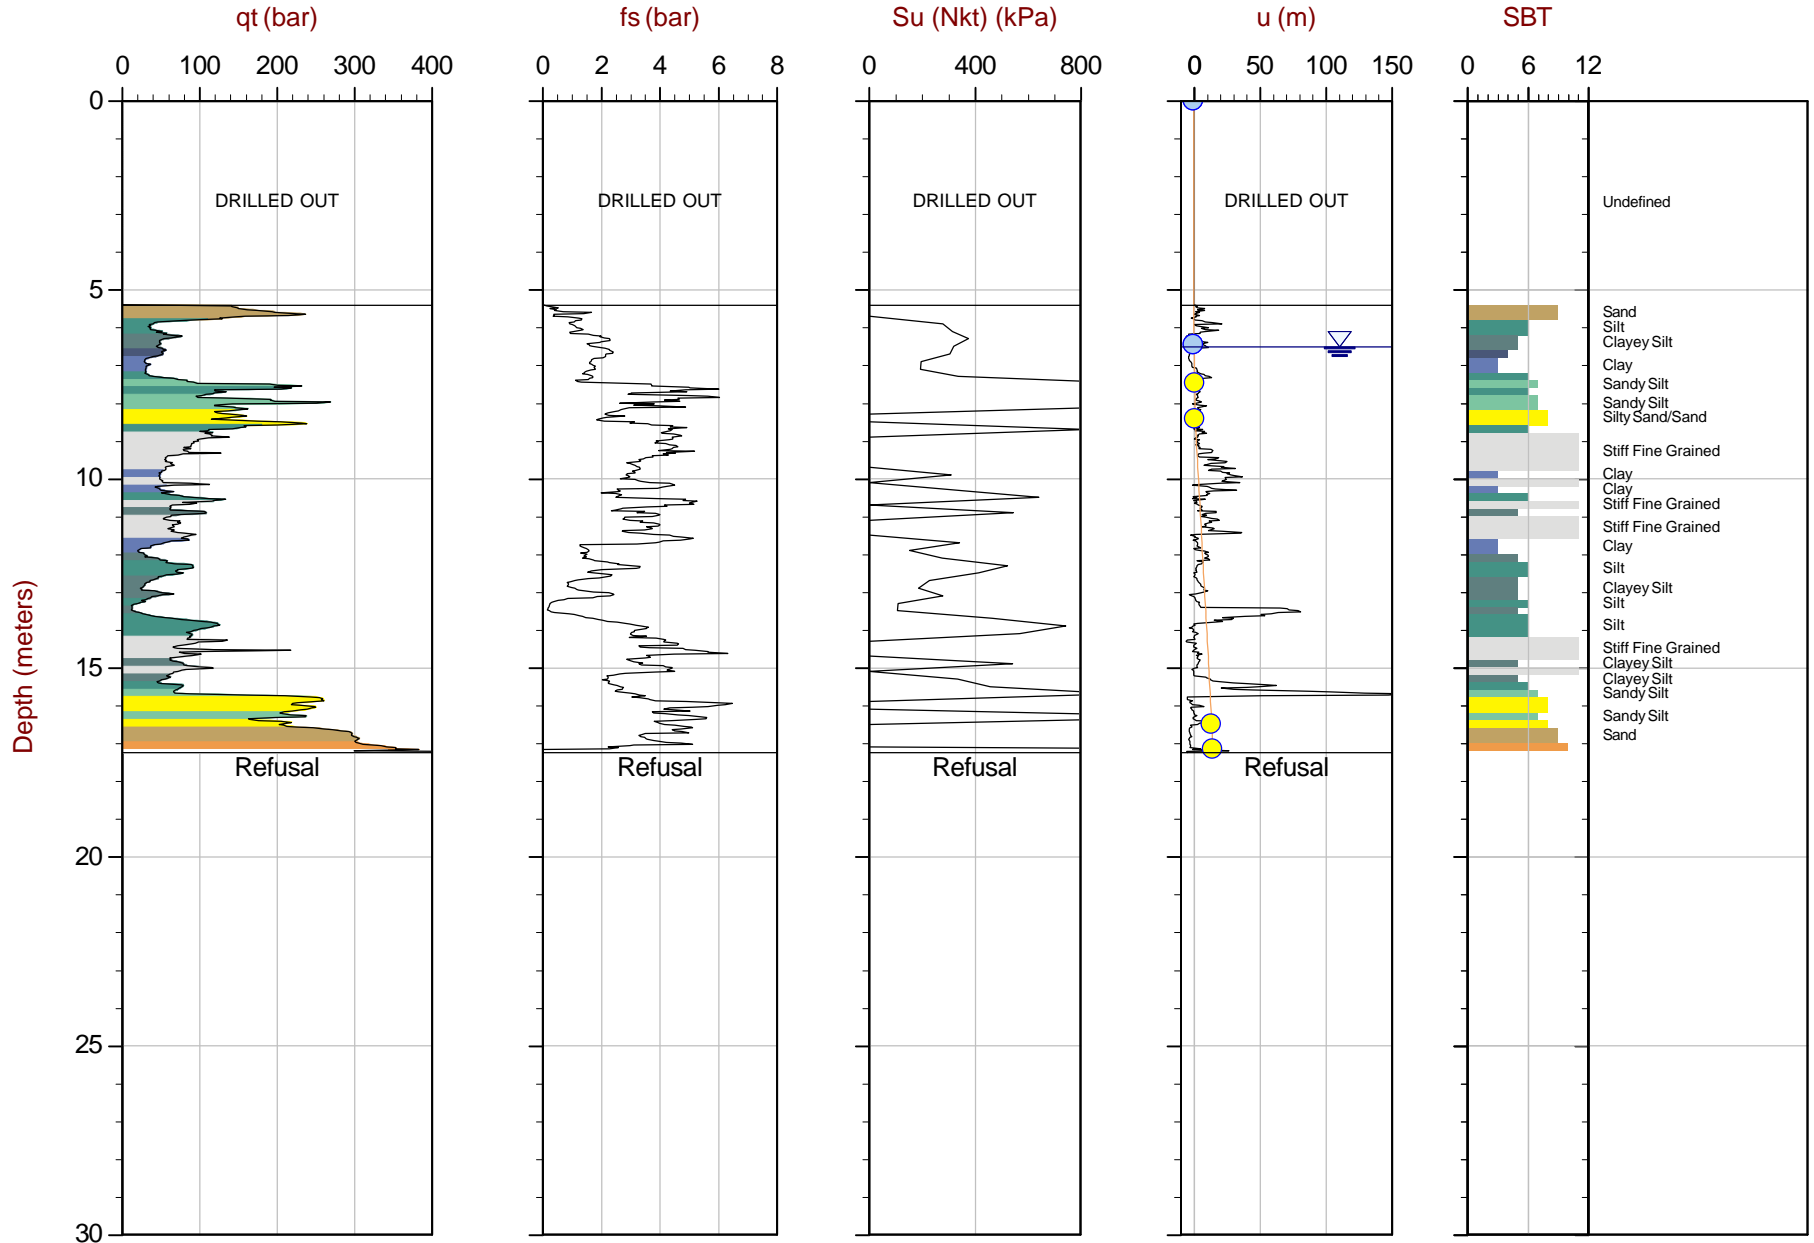 qt (bar) fs (bar) Su (Nkt) (kPa) u (m) SBT
0 100 200 300 400 0 2 4 6 8 0 400 800 0 50 100 150 0 6 12
0
DRILLED OUT DRILLED OUT DRILLED OUT DRILLED OUT Undefined
5
Sand
Silt
Clayey Silt
Clay
Sandy Silt
Sandy Silt
Silty Sand/Sand
Stiff Fine Grained
10
Clay
Clay
Stiff Fine Grained
Stiff Fine Grained
Clay
Silt
Clayey Silt
Silt
Silt
Stiff Fine Grained
15
Clayey Silt
Clayey Silt
Sandy Silt
Sandy Silt
Sand
Refusal Refusal Refusal Refusal
20
25
30
Depth (meters)